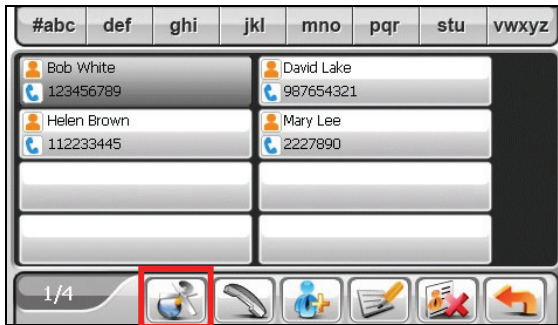 #abc def ghi jkl mno pqr stu vwxyz
Bob White
123456789
David Lake
987654321
Helen Brown
112233445
Mary Lee
2227890
1/4